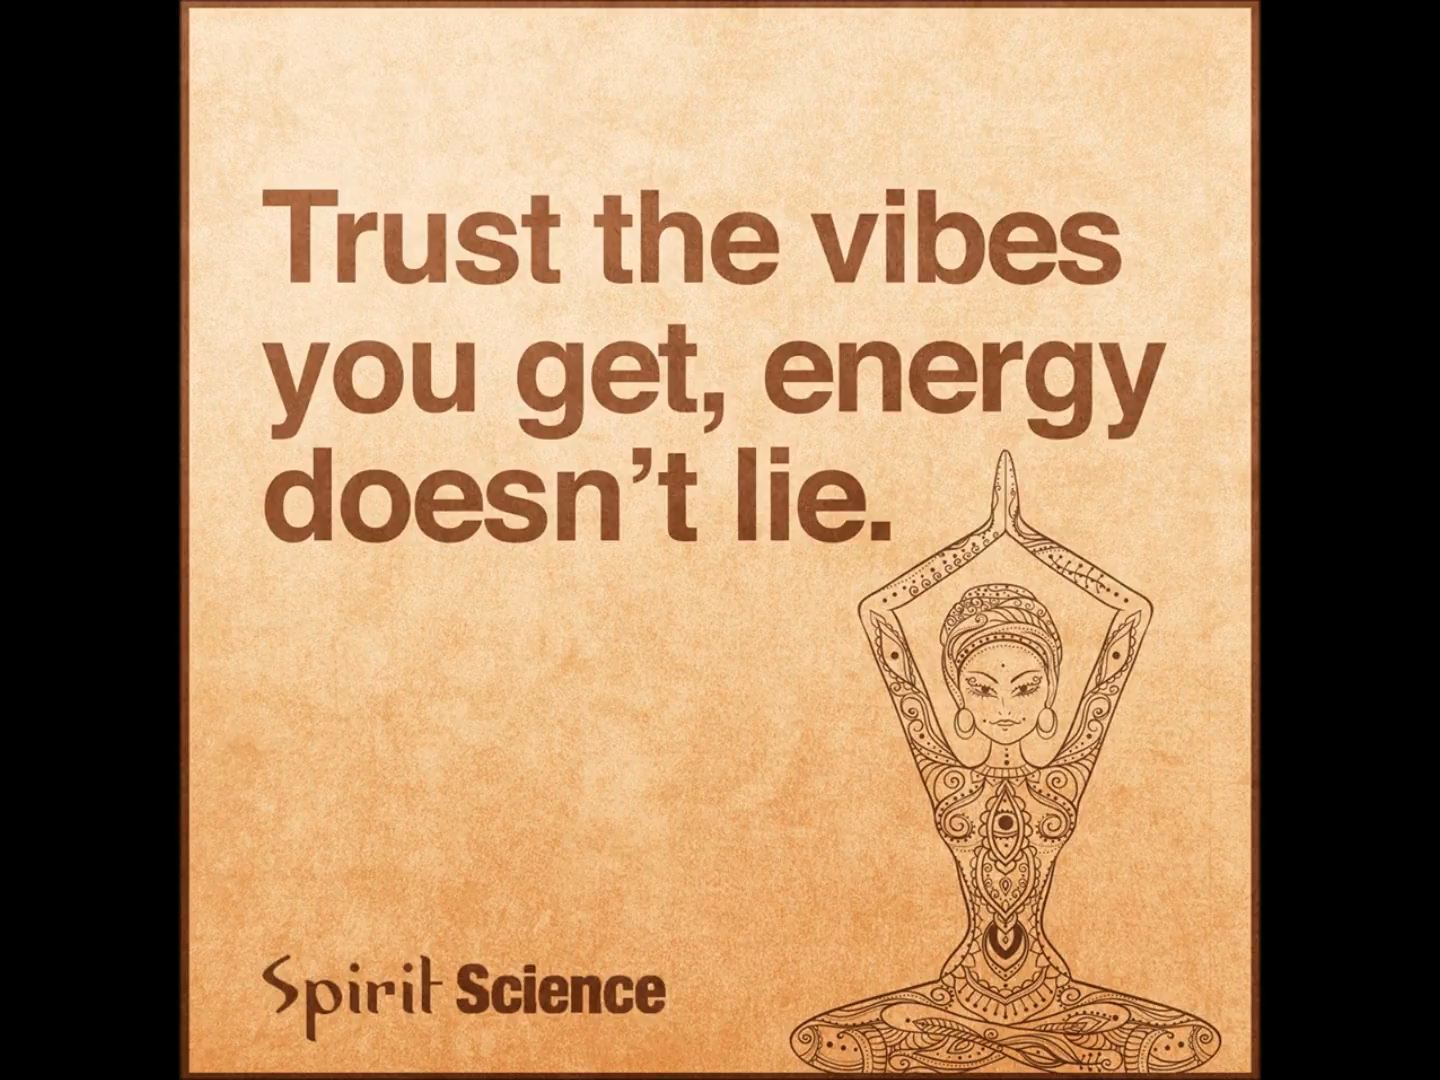 Trust the vibes
you get, energy
doesn’t lie.
Spirit Science